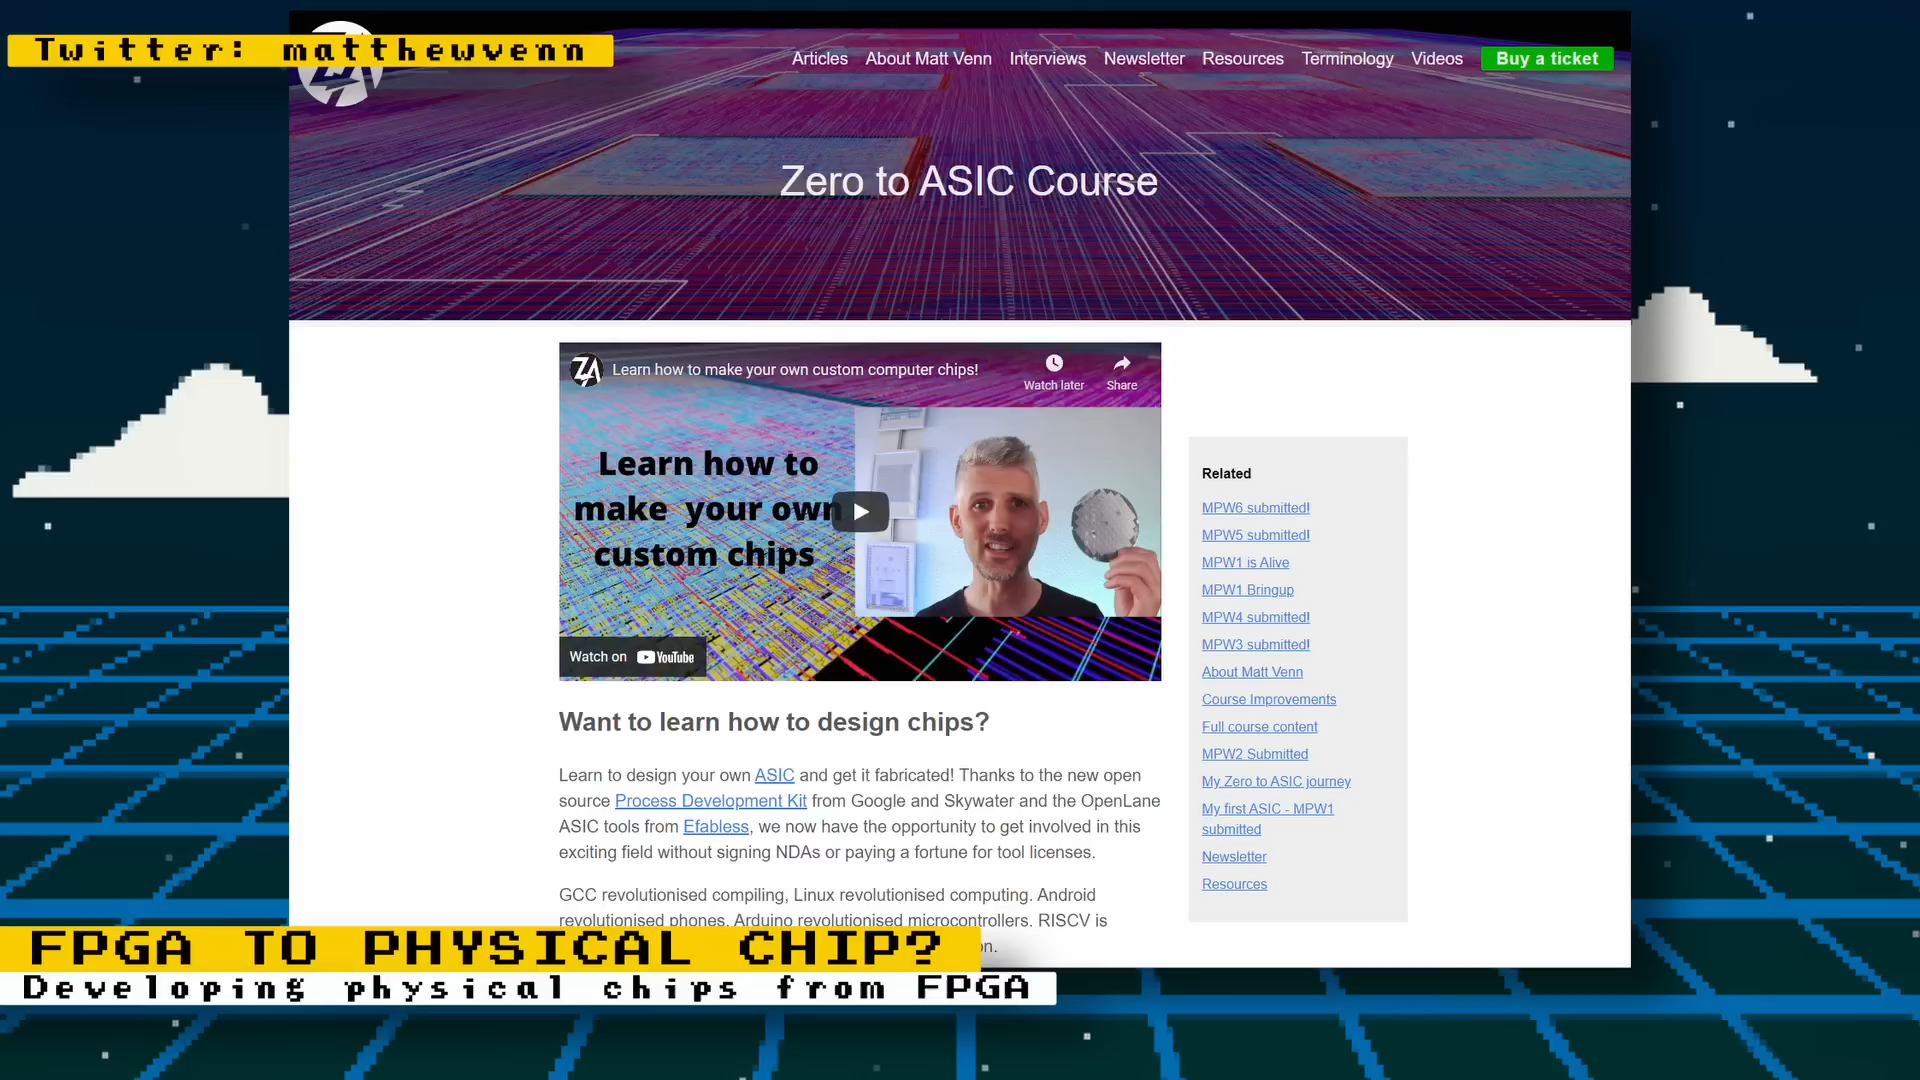 Twitter: matthewvenn
Articles About Matt Venn Interviews Newsletter Resources Terminology Videos Buy a ticket
Zero to ASIC Course
Learn how to make your own custom computer chips!
Watch later Share
Learn how to
make your own
custom chips
Watch on YouTube
Want to learn how to design chips?
Learn to design your own ASIC and get it fabricated! Thanks to the new open
source Process Development Kit from Google and Skywater and the OpenLane
ASIC tools from Efabless, we now have the opportunity to get involved in this
exciting field without signing NDAs or paying a fortune for tool licenses.
GCC revolutionised compiling, Linux revolutionised computing. Android
revolutionised phones. Arduino revolutionised microcontrollers. RISCV is
Related
MPW6 submitted!
MPW5 submitted!
MPW1 is Alive
MPW1 Bringup
MPW4 submitted!
MPW3 submitted!
About Matt Venn
Course Improvements
Full course content
MPW2 Submitted
My Zero to ASIC journey
My first ASIC - MPW1
submitted
Newsletter
Resources
FPGA TO PHYSICAL CHIP?
Developing physical chips from FPGA